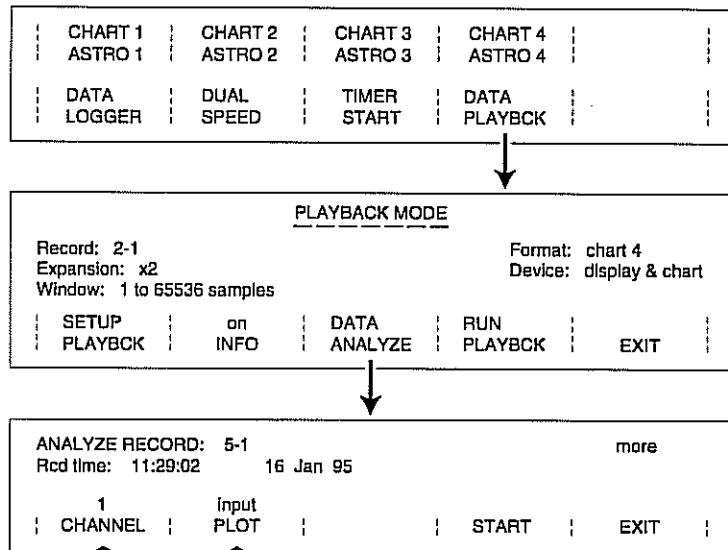 CHART 1 CHART 2 CHART 3 CHART 4
ASTRO 1 ASTRO 2 ASTRO 3 ASTRO 4
DATA DUAL TIMER DATA
LOGGER SPEED START PLAYBCK
PLAYBACK MODE
Record: 2-1 Format: chart 4
Expansion: x2 Device: display & chart
Window: 1 to 65536 samples
SETUP on DATA RUN
PLAYBCK INFO ANALYZE PLAYBCK EXIT
ANALYZE RECORD: 5-1 more
Rcd time: 11:29:02 16 Jan 95
1 input
CHANNEL PLOT START EXIT